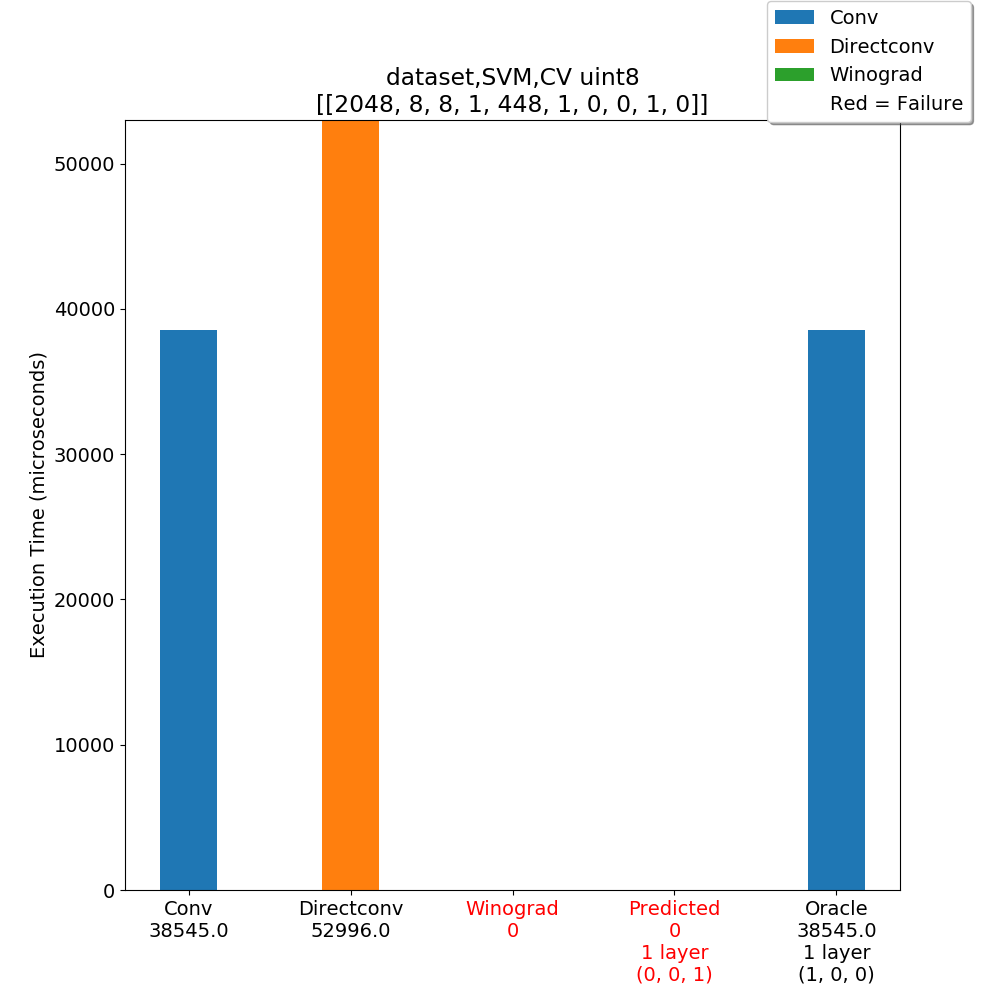 Conv
Directconv
Winograd
Red = Failure
dataset,SVM,CV uint8
[[2048, 8, 8, 1, 448, 1, 0, 0, 1, 0]]
Execution Time (microseconds)
50000
40000
30000
20000
10000
0
Conv
38545.0
Directconv
52996.0
Winograd
0
Predicted
0
1 layer
(0, 0, 1)
Oracle
38545.0
1 layer
(1, 0, 0)